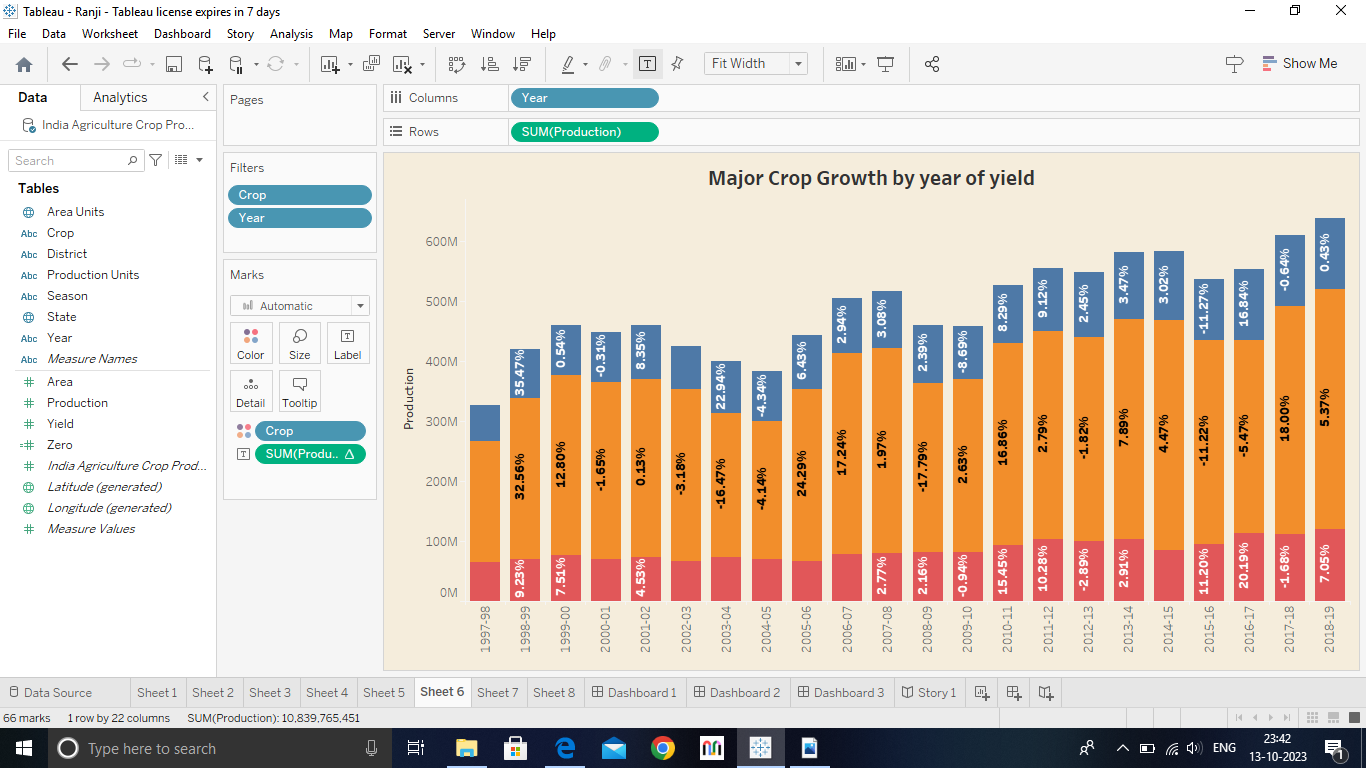 Tableau - Ranji - Tableau license expires in 7 days
File Data Worksheet Dashboard Story Analysis Map Format Server Window Help
Fit Width
Show Me
Data Analytics
India Agriculture Crop Pro...
Search
Tables
Area Units
Abc Crop
Abc District
Abc Production Units
Abc Season
State
Abc Year
Abc Measure Names
Area
Production
Yield
Zero
India Agriculture Crop Prod...
Latitude (generated)
Longitude (generated)
Measure Values
Pages
Filters
Crop
Year
Marks
Automatic
Color Size Label
Detail Tooltip
Crop
SUM(Produ..
Columns Year
Rows SUM(Production)
Major Crop Growth by year of yield
Production
600M
500M
400M
300M
200M
100M
0M
35.47% 0.54% -0.31% 8.35% 22.94% -4.34% 6.43% 2.94% 3.08% 2.39% -8.69% 8.29% 9.12% 2.45% 3.47% 3.02% -11.27% 16.84% -0.64% 0.43%
32.56% 12.80% -1.65% 0.13% -3.18% -16.47% -4.14% 24.29% 17.24% 1.97% -17.79% 2.63% 16.86% 2.79% -1.82% 7.89% 4.47% -11.22% -5.47% 18.00% 5.37%
9.23% 7.51% 4.53% 2.77% 2.16% -0.94% 15.45% 10.28% -2.89% 2.91% 11.20% 20.19% -1.68% 7.05%
1997-98 1998-99 1999-00 2000-01 2001-02 2002-03 2003-04 2004-05 2005-06 2006-07 2007-08 2008-09 2009-10 2010-11 2011-12 2012-13 2013-14 2014-15 2015-16 2016-17 2017-18 2018-19
Data Source Sheet 1 Sheet 2 Sheet 3 Sheet 4 Sheet 5 Sheet 6 Sheet 7 Sheet 8 Dashboard 1 Dashboard 2 Dashboard 3 Story 1
66 marks 1 row by 22 columns SUM(Production): 10,839,765,451
Type here to search
ENG
23:42
13-10-2023
1